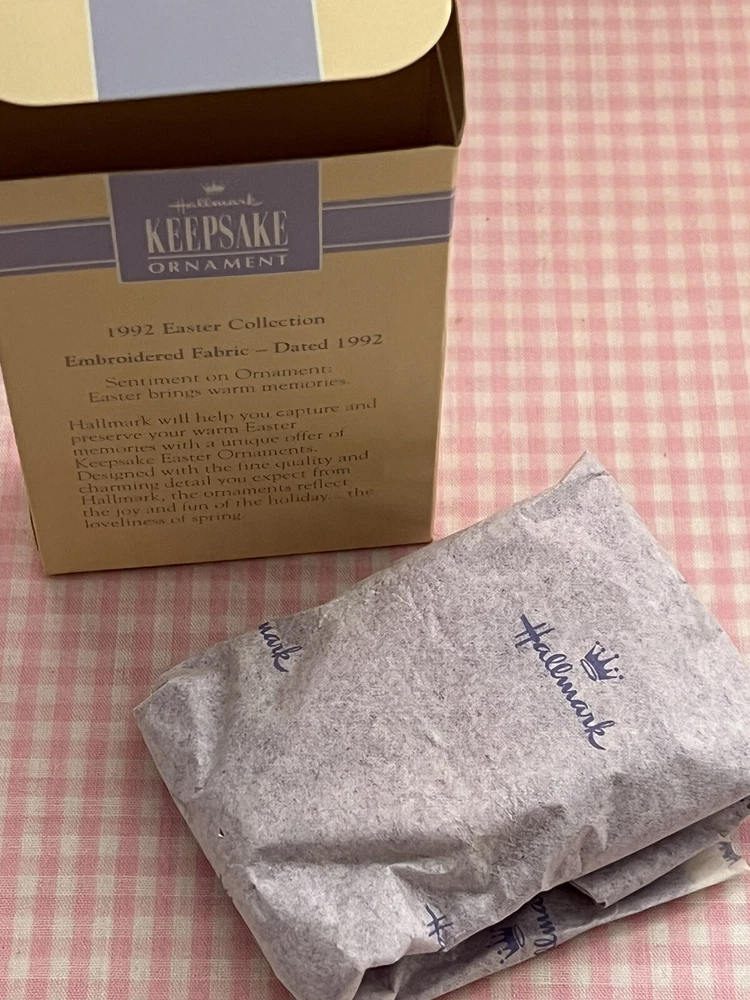 Hallmark
KEEPSAKE
ORNAMENT
1992 Easter Collection
Embroidered Fabric – Dated 1992
Sentiment on Ornament:
Easter brings warm memories.
Hallmark will help you capture and
preserve your warm Easter
memories with a unique offer of
Keepsake Easter Ornaments.
Designed with the fine quality and
charming detail you expect from
Hallmark, the ornaments reflect
the joy and fun of the holiday... the
loveliness of spring.
mark
Hallmark
H
allm